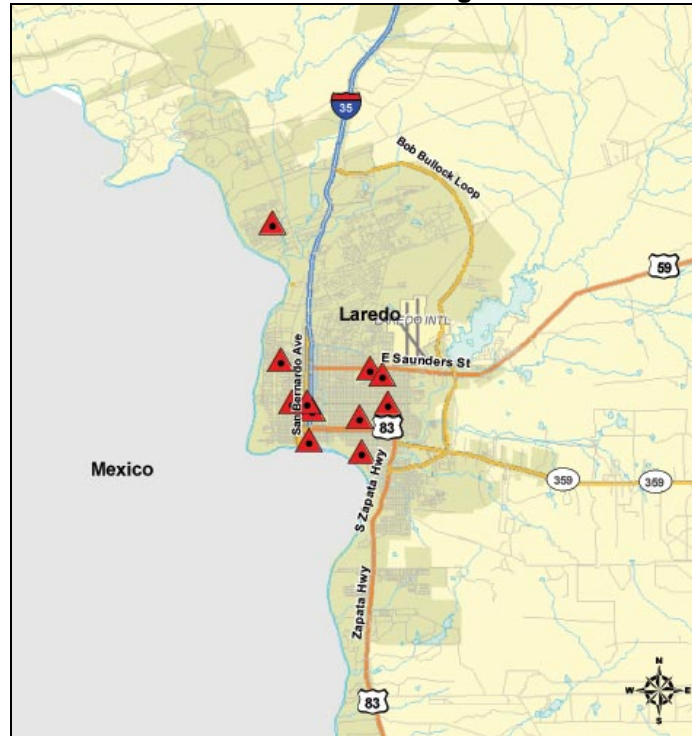 35
Bob Bullock Loop
59
Laredo
LAREDO INTL
San Bernardo Ave
E Saunders St
83
Mexico
S Zapata Hwy
359
359
Zapata Hwy
83
N
W
E
S